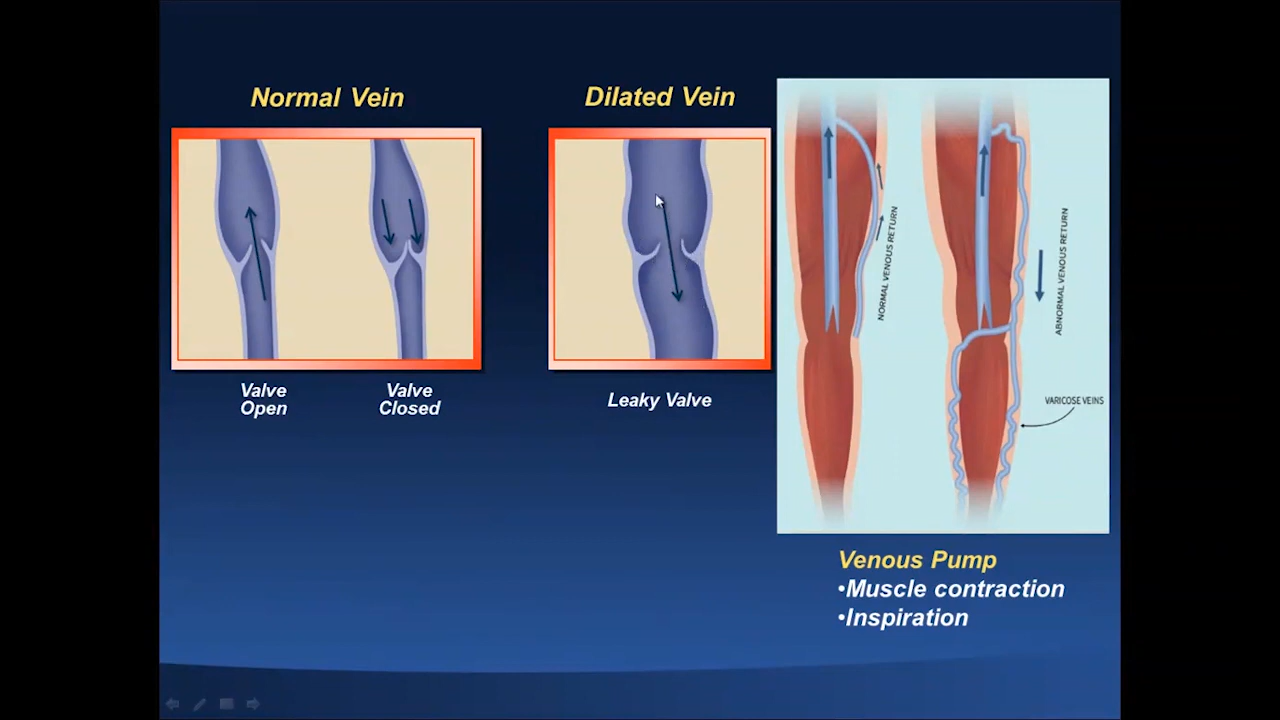 Normal Vein
Valve
Open
Valve
Closed
Dilated Vein
Leaky Valve
NORMAL VENOUS RETURN
ABNORMAL VENOUS RETURN
VARICOSE VEINS
Venous Pump
•Muscle contraction
•Inspiration